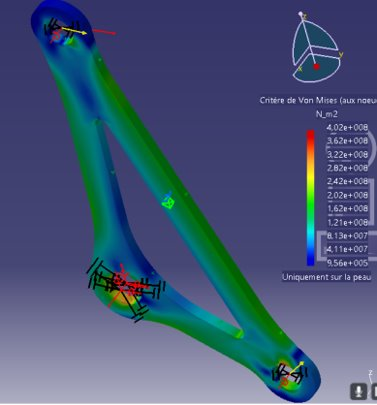 z
y
x
Critère de Von Mises (aux nœu
N_m2
4,02e+008
3,62e+008
3,22e+008
2,82e+008
2,42e+008
2,02e+008
1,62e+008
1,21e+008
8,13e+007
4,11e+007
9,56e+005
Uniquement sur la peau
z